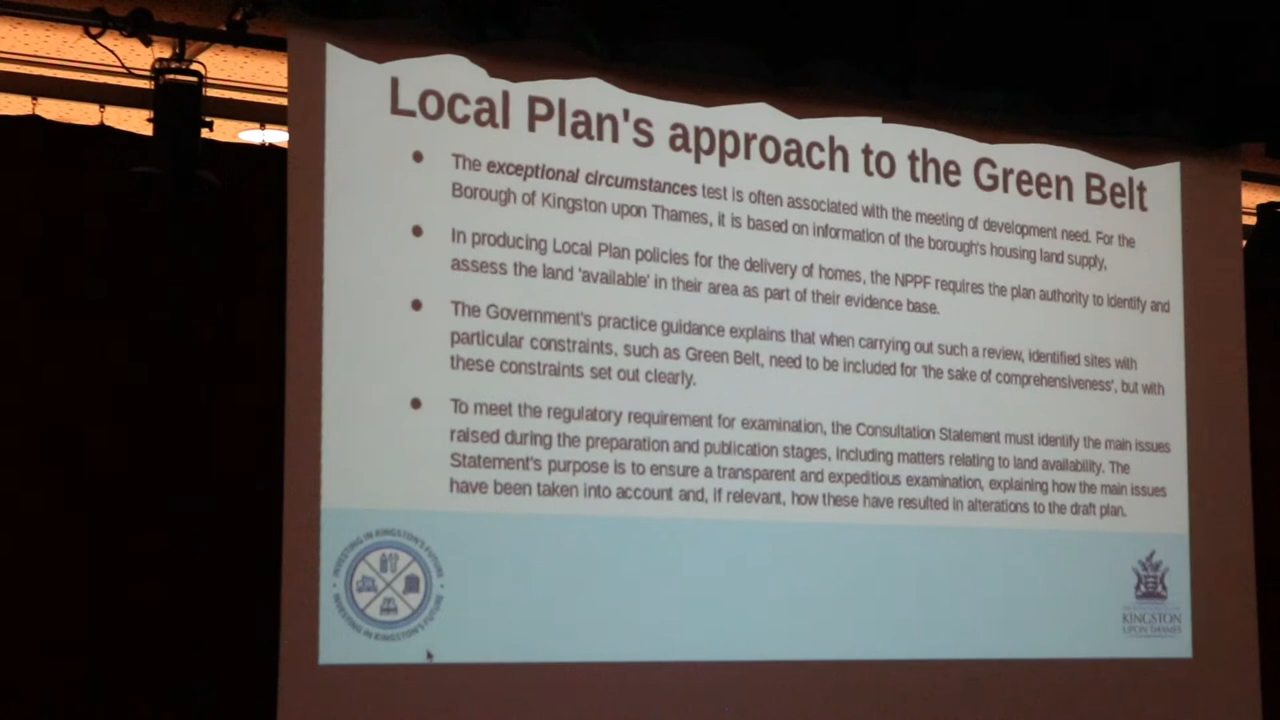 Local Plan's approach to the Green Belt
• The exceptional circumstances test is often associated with the meeting of development need. For the
Borough of Kingston upon Thames, it is based on information of the borough's housing land supply,
• In producing Local Plan policies for the delivery of homes, the NPPF requires the plan authority to identify and
assess the land 'available' in their area as part of their evidence base.
• The Government's practice guidance explains that when carrying out such a review, identified sites with
particular constraints, such as Green Belt, need to be included for 'the sake of comprehensiveness', but with
these constraints set out clearly.
• To meet the regulatory requirement for examination, the Consultation Statement must identify the main issues
raised during the preparation and publication stages, including matters relating to land availability. The
Statement's purpose is to ensure a transparent and expeditious examination, explaining how the main issues
have been taken into account and, if relevant, how these have resulted in alterations to the draft plan.
INVESTING IN KINGSTON'S FUTURE
INVESTING IN KINGSTON'S FUTURE
KINGSTON
UPON THAMES